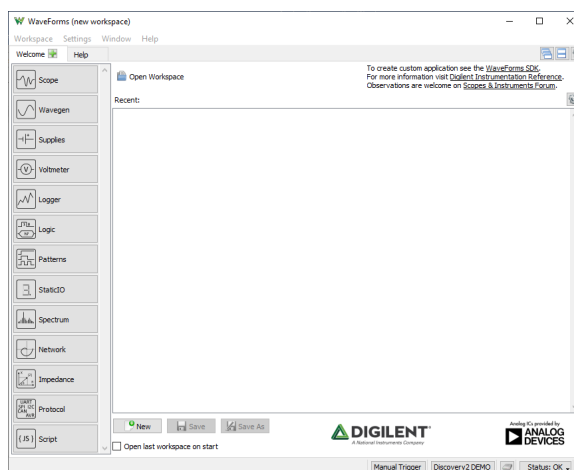 WaveForms (new workspace)
Workspace Settings Window Help
Welcome Help
To create custom application see the WaveForms SDK.
Open Workspace
For more information visit Digilent Instrumentation Reference.
Observations are welcome on Scopes & Instruments Forum.
Recent:
Scope
Wavegen
Supplies
Voltmeter
Logger
Logic
Patterns
StaticIO
Spectrum
Network
Impedance
Protocol
Script
New Save Save As
Open last workspace on start
DIGILENT
A National Instruments Company
Analog ICs provided by
ANALOG
DEVICES
Manual Trigger Discovery2 DEMO Status: OK